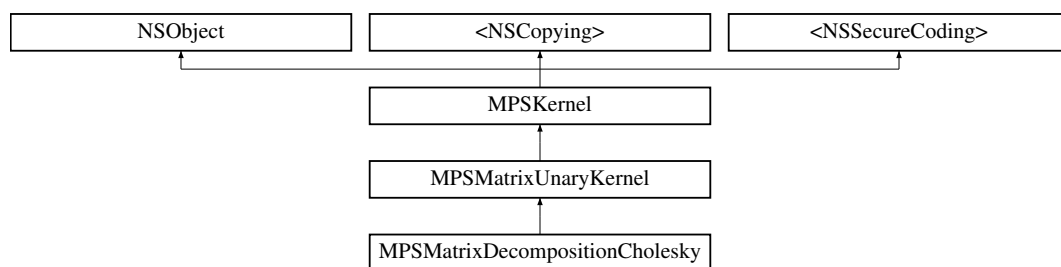 NSObject
<NSCopying>
<NSSecureCoding>
MPSKernel
MPSMatrixUnaryKernel
MPSMatrixDecompositionCholesky